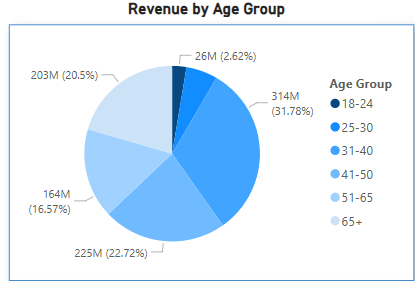 Revenue by Age Group
26M (2.62%)
314M
(31.78%)
225M (22.72%)
164M
(16.57%)
203M (20.5%)
Age Group
18-24
25-30
31-40
41-50
51-65
65+